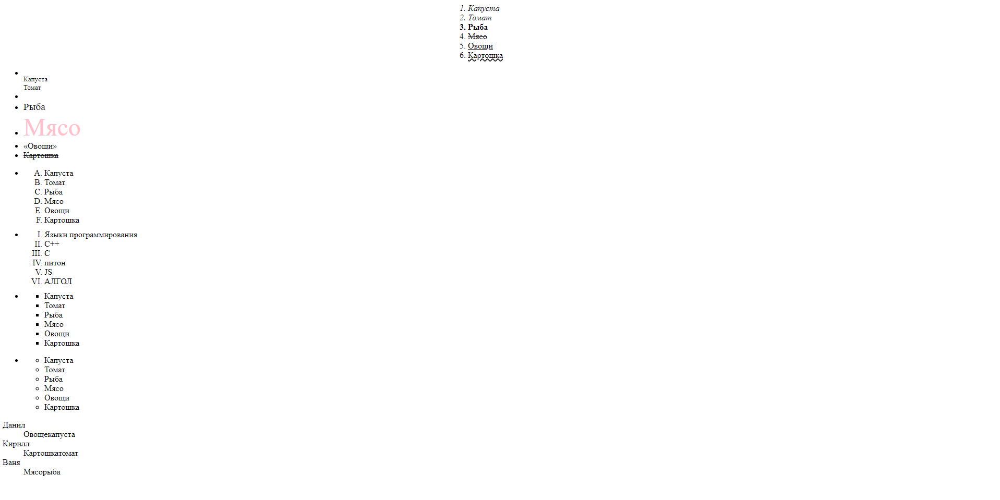 1. Капуста
2. Томат
3. Рыба
4. Мясо
5. Овощи
6. Картошка
Капуста
Томат
Рыба
Мясо
«Овощи»
Картошка
A. Капуста
B. Томат
C. Рыба
D. Мясо
E. Овощи
F. Картошка
I. Языки программирования
II. C++
III. C
IV. питон
V. JS
VI. АЛГОЛ
Капуста
Томат
Рыба
Мясо
Овощи
Картошка
Капуста
Томат
Рыба
Мясо
Овощи
Картошка
Данил
Овощекапуста
Кирилл
Картошкатомат
Ваня
Мясорыба